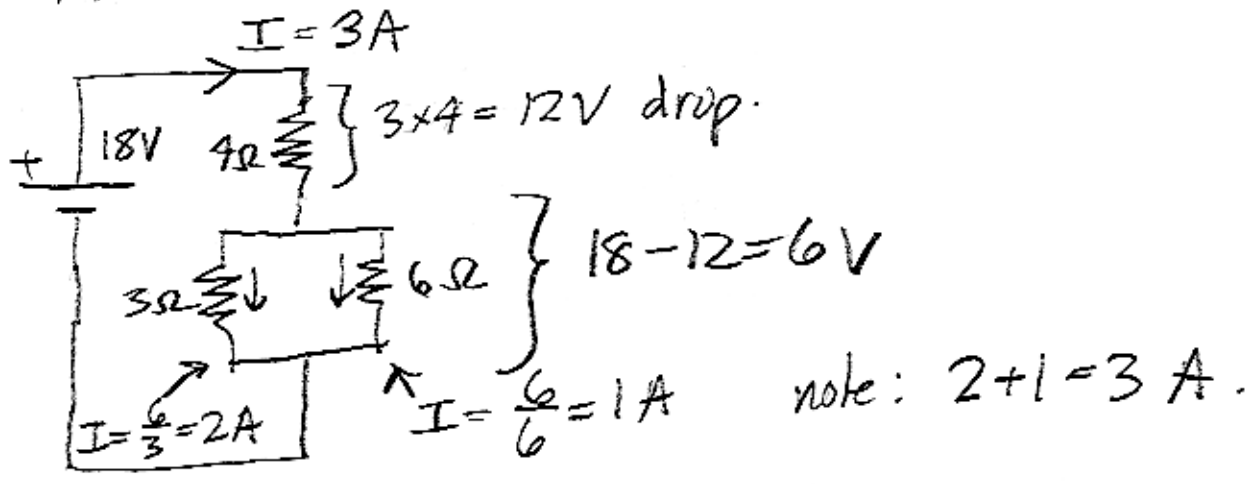 I = 3A
3×4 = 12V drop.
+ 18V 4Ω
18-12=6V
3Ω 6Ω
I = 6/3 = 2A
I = 6/6 = 1A
note: 2+1=3 A.